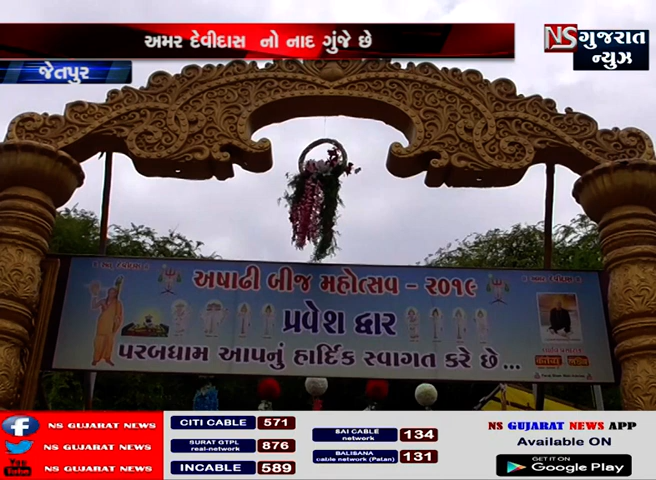 અમર દેવીદાસ નો નાદ ગુંજે છે
NS ગુજરાત
ન્યુઝ
જેતપુર
અષાઢી બીજ મહોત્સવ - ૨૦૧૯
પ્રવેશ દ્વાર
પરબધામ આપનું હાર્દિક સ્વાગત કરે છે...
NS GUJARAT NEWS
NS GUJARAT NEWS
You Tube NS GUJARAT NEWS
CITI CABLE 571
SURAT GTPL real-network 876
INCABLE 589
SAI CABLE network 134
BALISANA cable network (Patan) 131
NS GUJARAT NEWS APP
Available ON
GET IT ON
Google Play